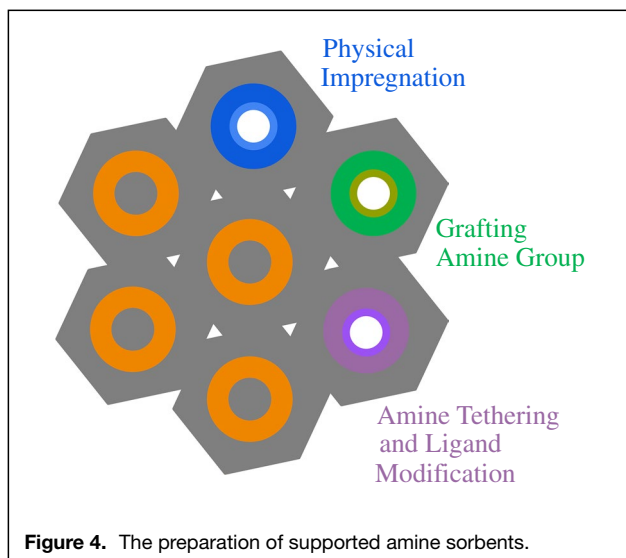 Physical
Impregnation
Grafting
Amine Group
Amine Tethering
and Ligand
Modification
Figure 4. The preparation of supported amine sorbents.